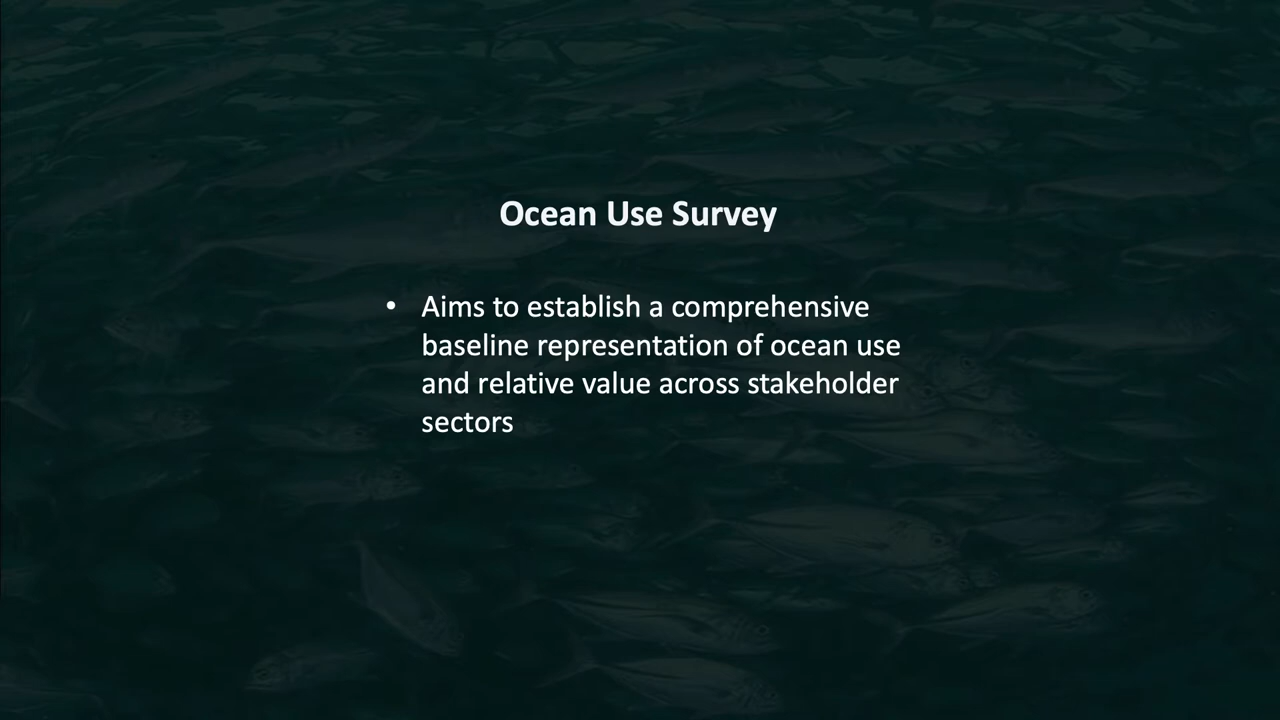 Ocean Use Survey
• Aims to establish a comprehensive
baseline representation of ocean use
and relative value across stakeholder
sectors